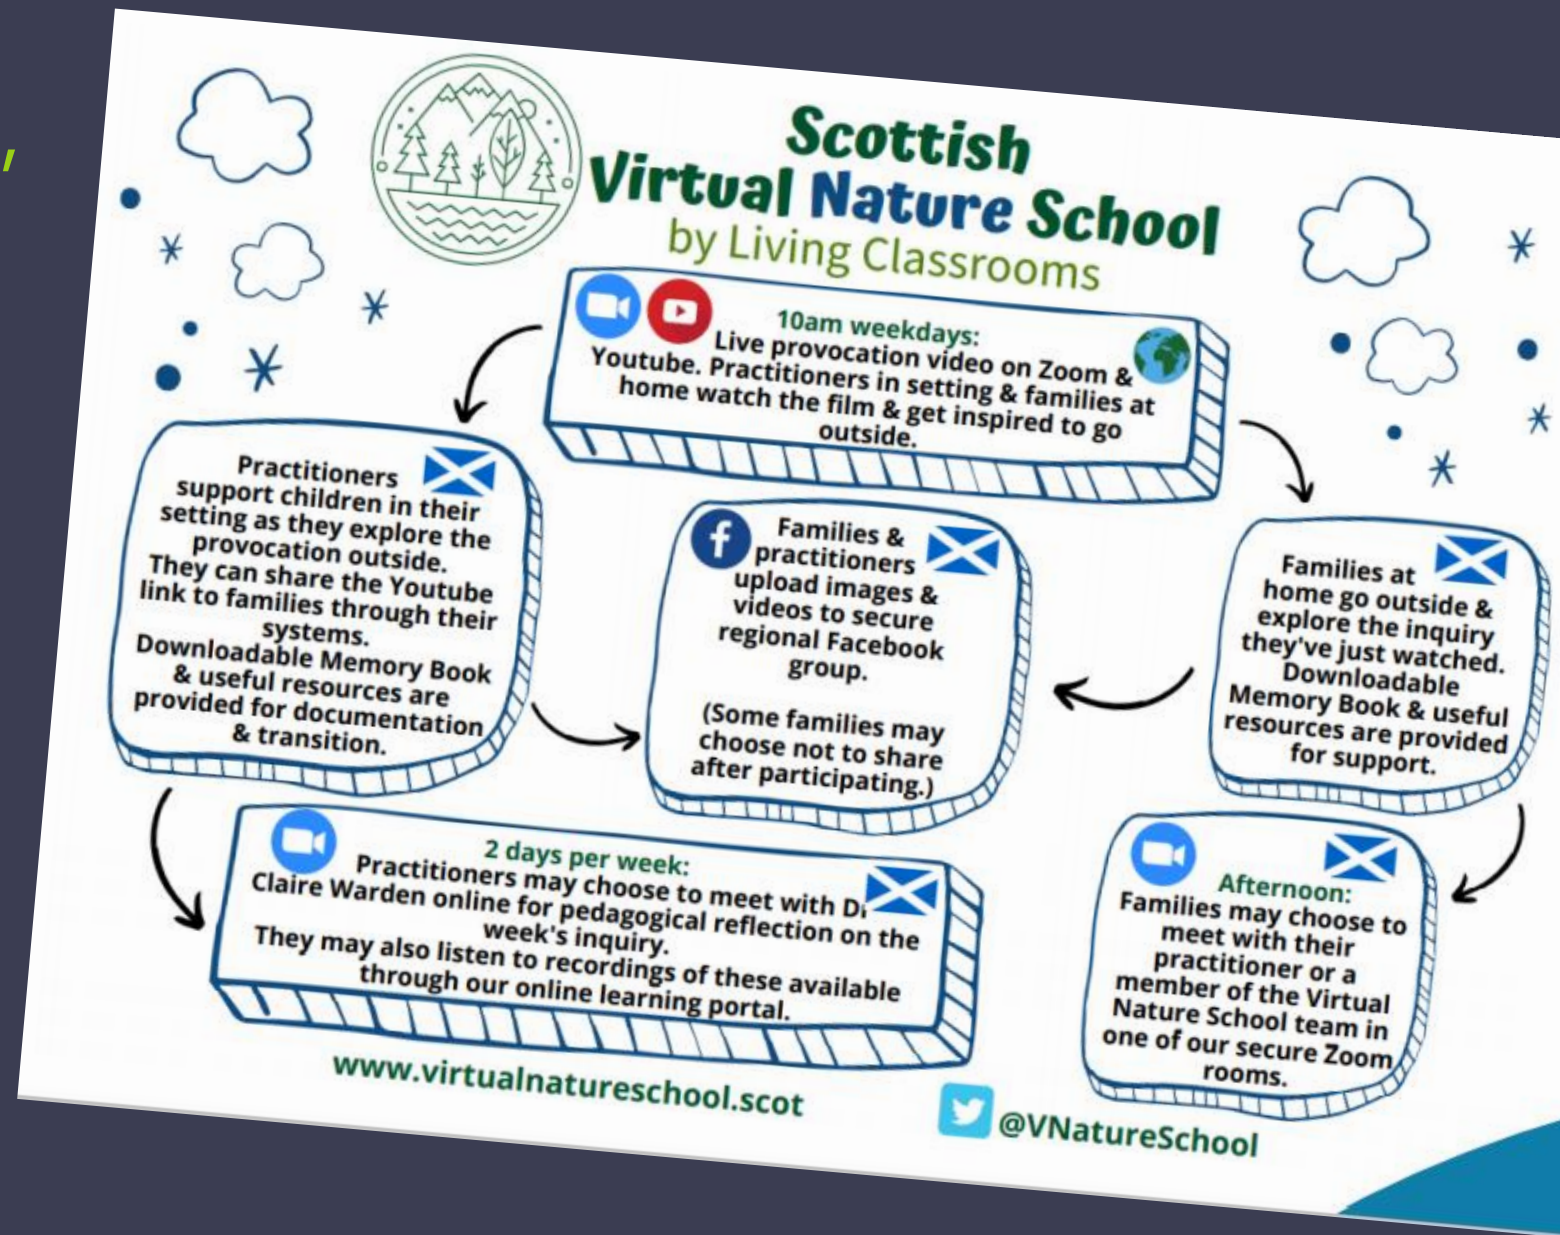 Scottish
Virtual Nature School
by Living Classrooms
10am weekdays:
Live provocation video on Zoom &
Youtube. Practitioners in setting & families at
home watch the film & get inspired to go
outside.
Practitioners
support children in their
setting as they explore the
provocation outside.
They can share the Youtube
link to families through their
systems.
Downloadable Memory Book
& useful resources are
provided for documentation
& transition.
Families &
practitioners
upload images &
videos to secure
regional Facebook
group.
(Some families may
choose not to share
after participating.)
Families at
home go outside &
explore the inquiry
they've just watched.
Downloadable
Memory Book & useful
resources are provided
for support.
2 days per week:
Practitioners may choose to meet with
Claire Warden online for pedagogical reflection on the
week's inquiry.
They may also listen to recordings of these available
through our online learning portal.
Afternoon:
Families may choose to
meet with their
practitioner or a
member of the Virtual
Nature School team in
one of our secure Zoom
rooms.
www.virtualnatureschool.scot
@VNatureSchool